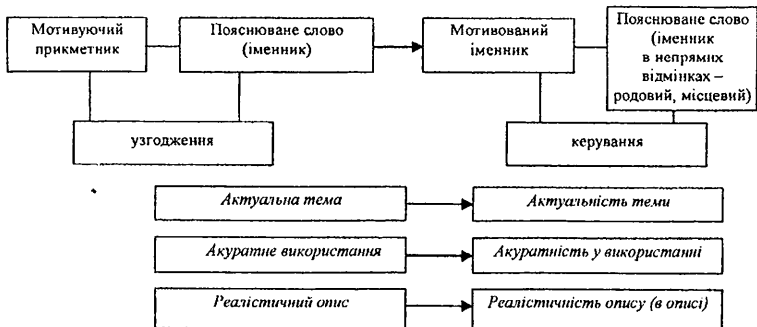 Мотивуючий
прикметник
Пояснюване слово
(іменник)
Мотивований
іменник
Пояснюване слово
(іменник
в непрямих
відмінках –
родовий, місцевий)
узгодження
керування
Актуальна тема
Актуальність теми
Акуратне використання
Акуратність у використанні
Реалістичний опис
Реалістичність опису (в описі)